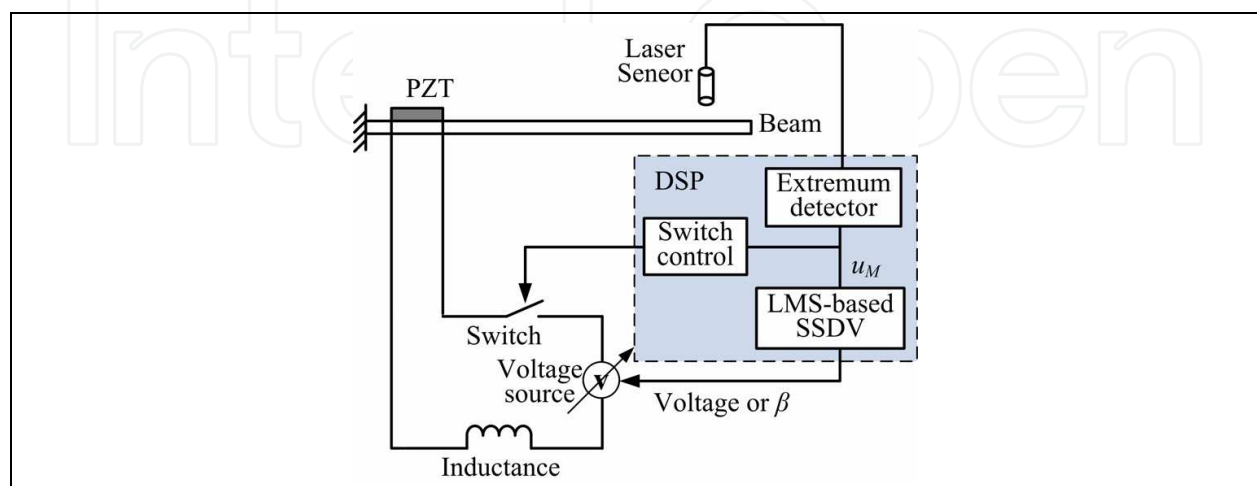 Laser
Seneor
PZT
Beam
DSP
Extremum
detector
Switch
control
u_M
LMS-based
SSDV
Switch
Voltage
source
V
Voltage or β
Inductance